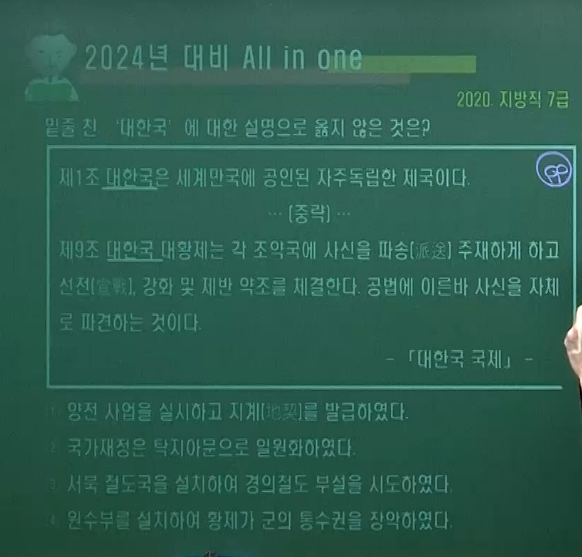 2024년 대비 All in one
2020. 지방직 7급
밑줄 친 '대한국' 에 대한 설명으로 옳지 않은 것은?
제1조 대한국은 세계만국에 공인된 자주독립한 제국이다.
… (중략) …
제9조 대한국 대황제는 각 조약국에 사신을 파송(派送) 주재하게 하고
선전(宣戰), 강화 및 제반 약조를 체결한다. 공법에 이른바 사신을 자체
로 파견하는 것이다.
- 「대한국 국제」 -
① 양전 사업을 실시하고 지계(地契)를 발급하였다.
② 국가재정은 탁지아문으로 일원화하였다.
③ 서북 철도국을 설치하여 경의철도 부설을 시도하였다.
④ 원수부를 설치하여 황제가 군의 통수권을 장악하였다.